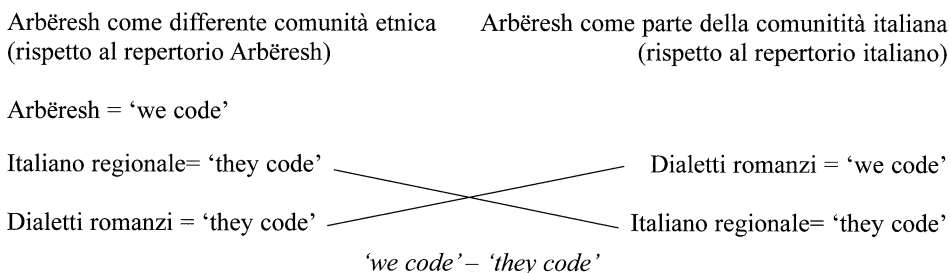 Arbëresh come differente comunità etnica
(rispetto al repertorio Arbëresh)
Arbëresh come parte della comunitità italiana
(rispetto al repertorio italiano)
Arbëresh = ‘we code’
Italiano regionale= ‘they code’
Dialetti romanzi = ‘we code’
Dialetti romanzi = ‘they code’
Italiano regionale= ‘they code’
‘we code’ – ‘they code’